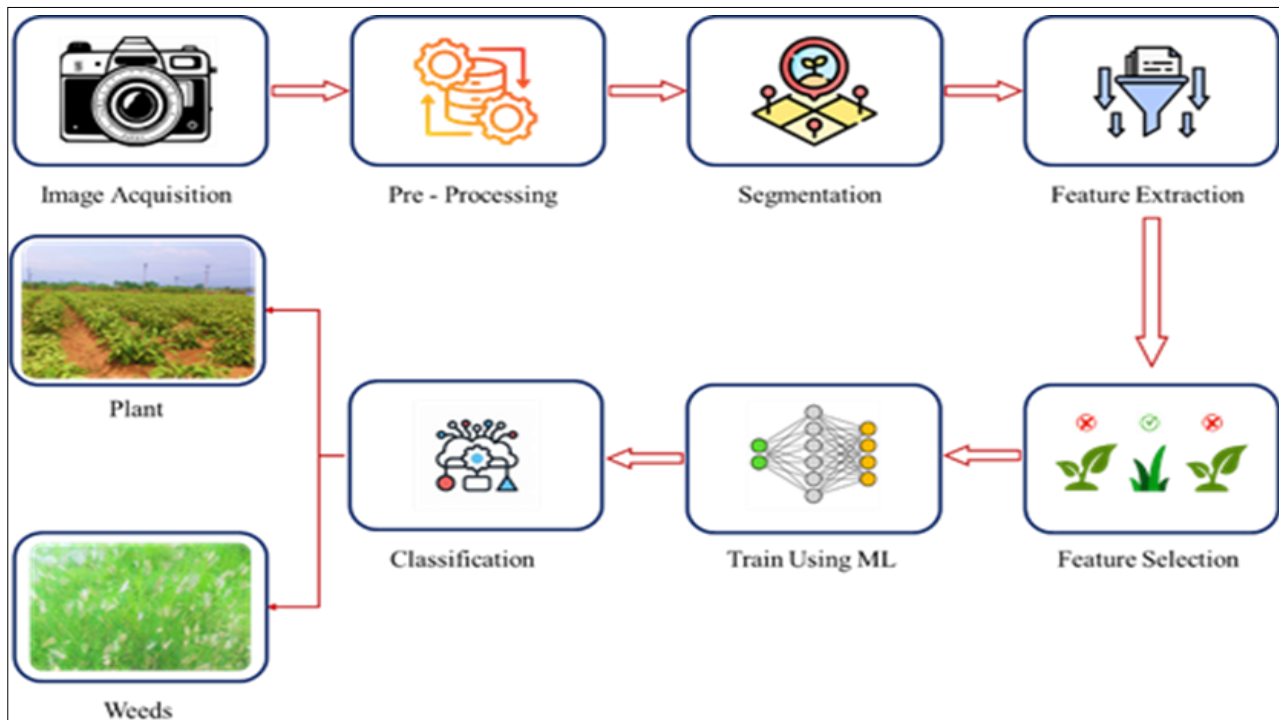 Image Acquisition
Pre - Processing
Segmentation
Feature Extraction
Plant
Classification
Train Using ML
Feature Selection
Weeds